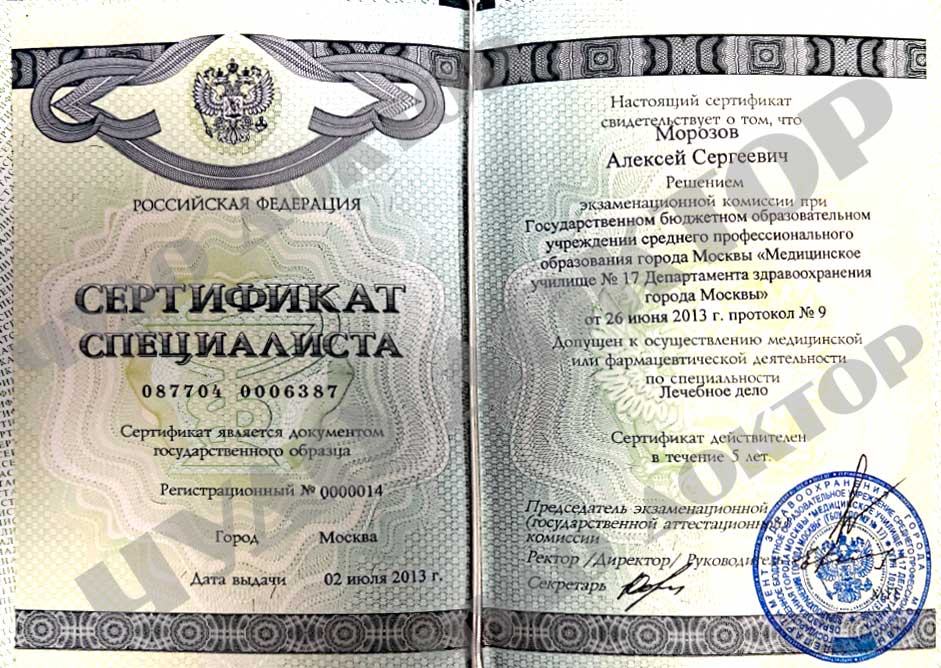 РОССИЙСКАЯ ФЕДЕРАЦИЯ
СЕРТИФИКАТ
СПЕЦИАЛИСТА
087704 0006387
Сертификат является документом
государственного образца
Регистрационный № 0000014
Город Москва
Дата выдачи 02 июля 2013 г.
Настоящий сертификат
свидетельствует о том, что
Морозов
Алексей Сергеевич
Решением
экзаменационной комиссии при
Государственном бюджетном образовательном
учреждении среднего профессионального
образования города Москвы «Медицинское
училище № 17 Департамента здравоохранения
города Москвы»
от 26 июня 2013 г. протокол № 9
Допущен к осуществлению медицинской
или фармацевтической деятельности
по специальности
Лечебное дело
Сертификат действителен
в течение 5 лет.
Председатель экзаменационной
(государственной аттестационной)
комиссии
Ректор /Директор/ Руководитель
Секретарь
ДОКТОР